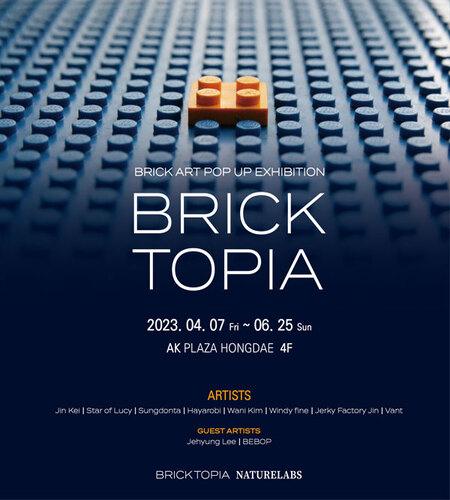 BRICK ART POP UP EXHIBITION
BRICK
TOPIA
2023. 04. 07 Fri ~ 06. 25 Sun
AK PLAZA HONGDAE 4F
ARTISTS
Jin Kei | Star of Lucy | Sungdonta | Hayarobi | Wani Kim | Windy fine | Jerky Factory Jin | Vant
GUEST ARTISTS
Jehyung Lee | BEBOP
BRICKTOPIA NATURELABS